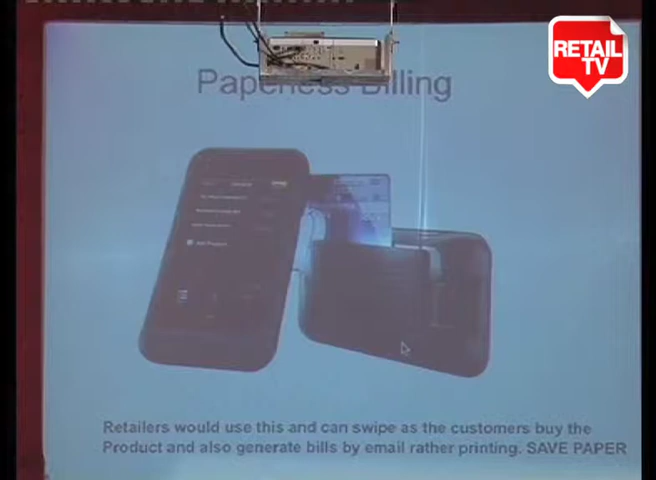 RETAIL
TV
Paperless Billing
Retailers would use this and can swipe as the customers buy the
Product and also generate bills by email rather printing. SAVE PAPER